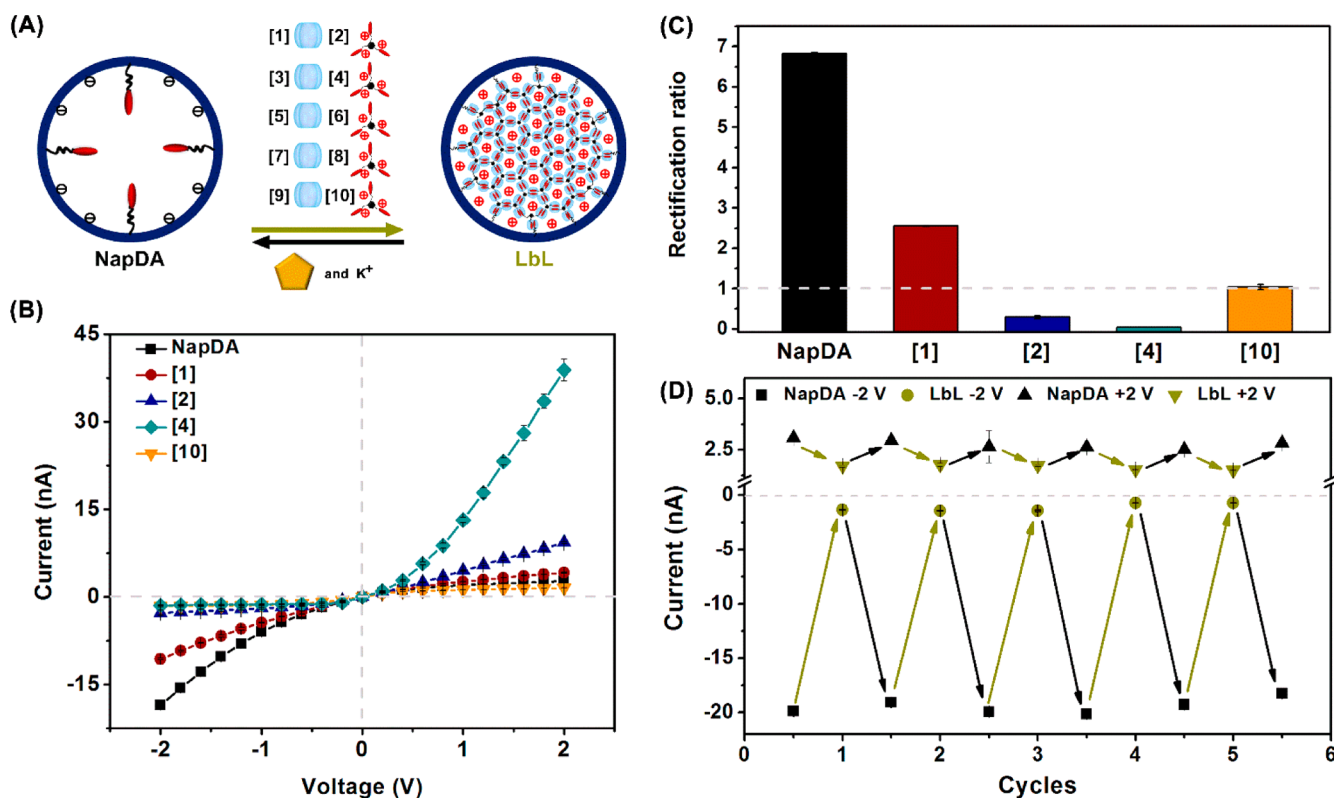 (A)
[1] [2]
[3] [4]
[5] [6]
[7] [8]
[9] [10]
NapDA
and K⁺
LbL
(B)
Current (nA)
45
30
15
0
-15
NapDA
[1]
[2]
[4]
[10]
-2 -1 0 1 2
Voltage (V)
(C)
Rectification ratio
7
6
5
4
3
2
1
0
NapDA [1] [2] [4] [10]
(D)
NapDA -2 V LbL -2 V NapDA +2 V LbL +2 V
Current (nA)
5.0
2.5
0
-5
-10
-15
-20
0 1 2 3 4 5 6
Cycles